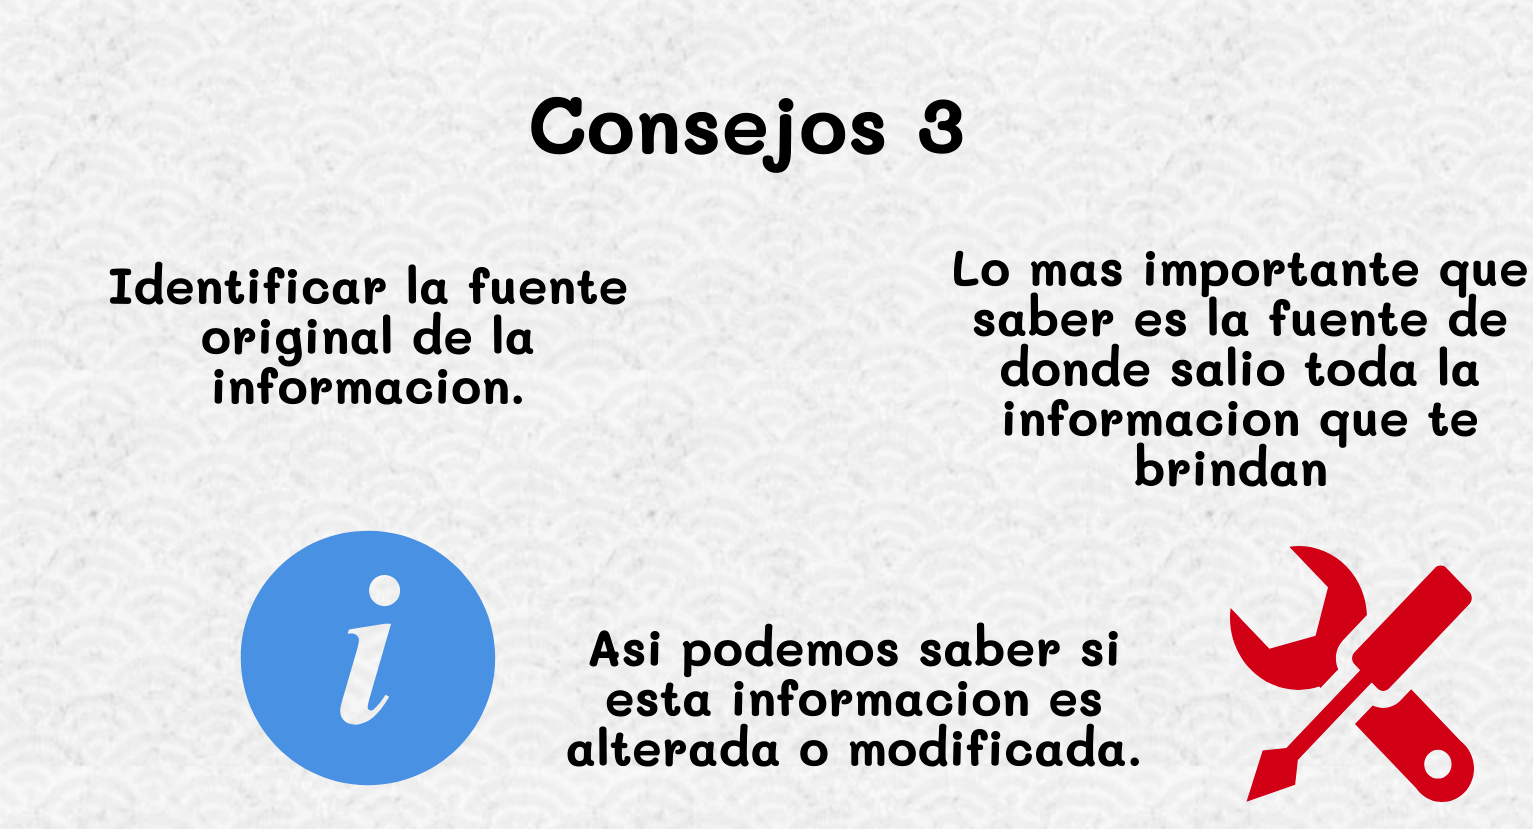 Consejos 3
Identificar la fuente
original de la
informacion.
Lo mas importante que
saber es la fuente de
donde salio toda la
informacion que te
brindan
i
Asi podemos saber si
esta informacion es
alterada o modificada.